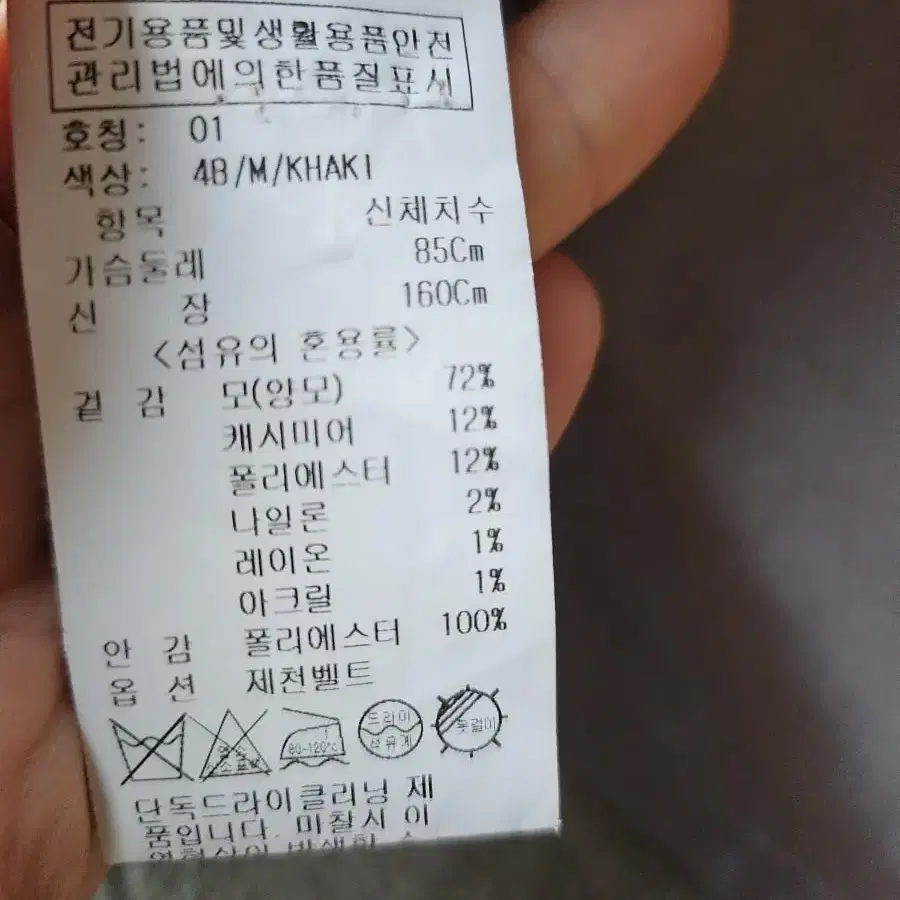 전기용품및생활용품안전
관리법에의한품질표시
호칭: 01
색상: 4B/M/KHAKI
항목 신체치수
가슴둘레 85Cm
신 장 160Cm
<섬유의 혼용률>
겉 감 모(양모) 72%
캐시미어 12%
폴리에스터 12%
나일론 2%
레이온 1%
아크릴 1%
안 감 폴리에스터 100%
옵 션 제천벨트
80-120℃ 드라이 옷걸이
석유계
단독드라이클리닝 제
품입니다. 미찰시 이